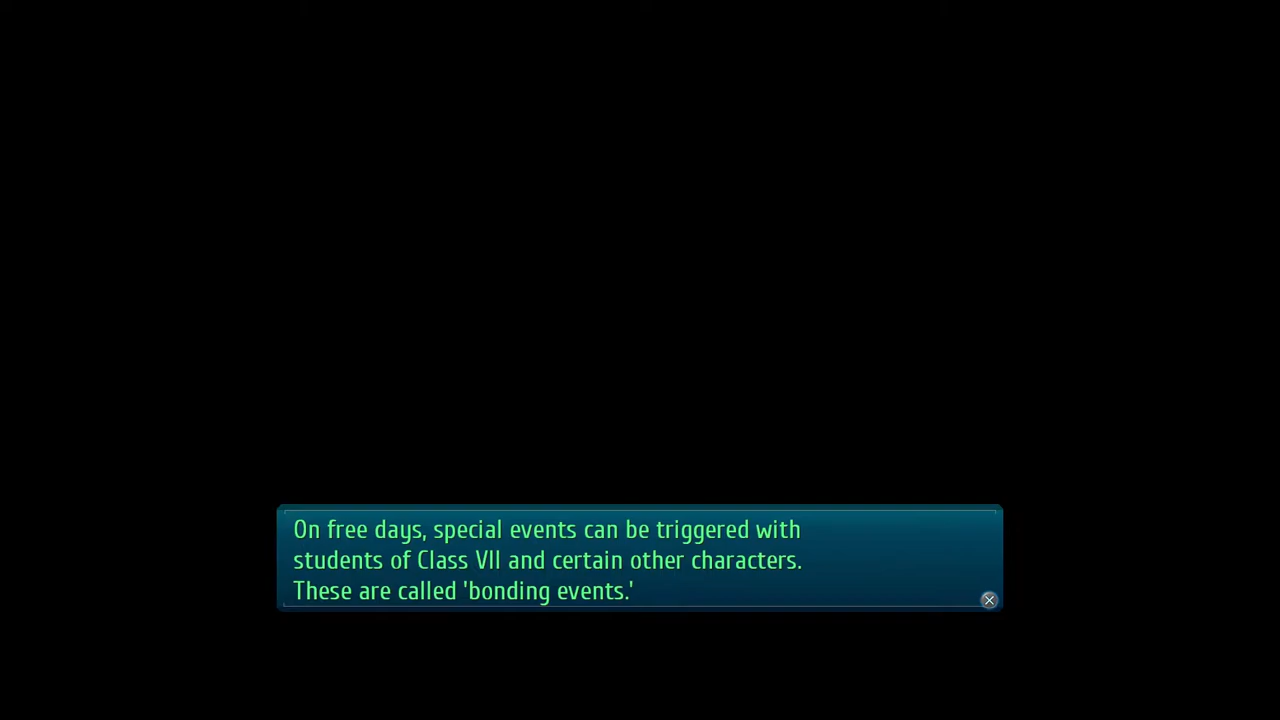 On free days, special events can be triggered with
students of Class VII and certain other characters.
These are called 'bonding events.'